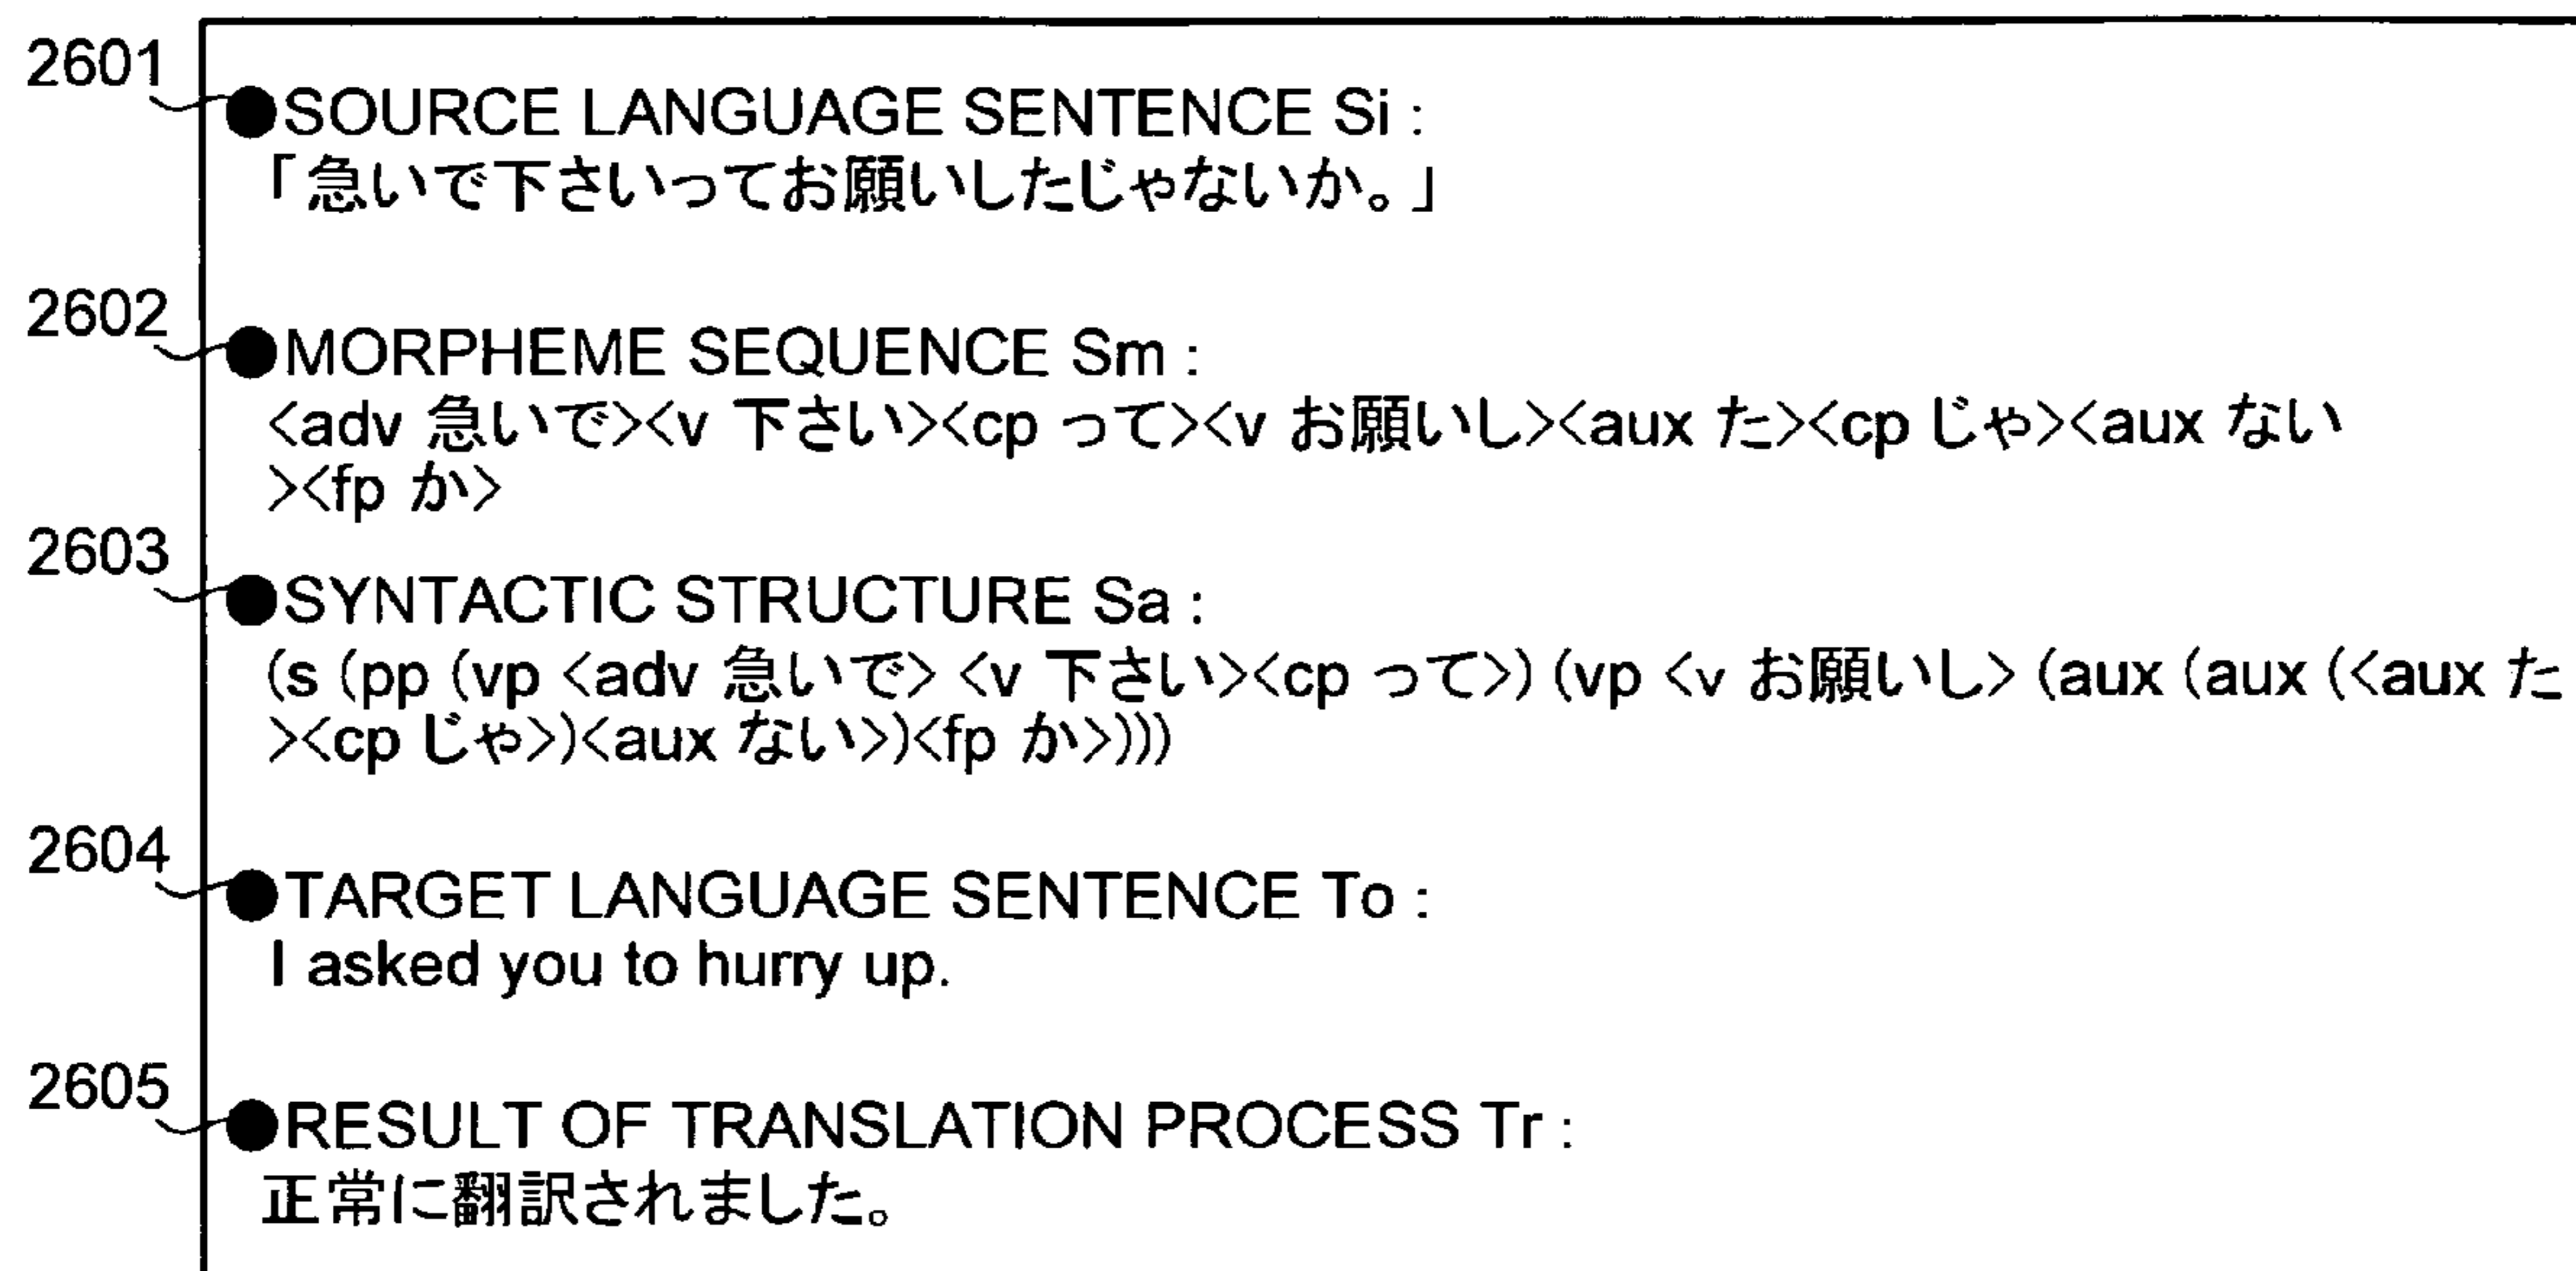 2601
●SOURCE LANGUAGE SENTENCE Si :
「急いで下さいってお願いしたじゃないか。」
2602
●MORPHEME SEQUENCE Sm :
<adv 急いで><v 下さい><cp って><v お願いし><aux た><cp じゃ><aux ない
><fp か>
2603
●SYNTACTIC STRUCTURE Sa :
(s (pp (vp <adv 急いで> <v 下さい><cp って>) (vp <v お願いし> (aux (aux (<aux た
><cp じゃ>)<aux ない>)<fp か>)))
2604
●TARGET LANGUAGE SENTENCE To :
I asked you to hurry up.
2605
●RESULT OF TRANSLATION PROCESS Tr :
正常に翻訳されました。